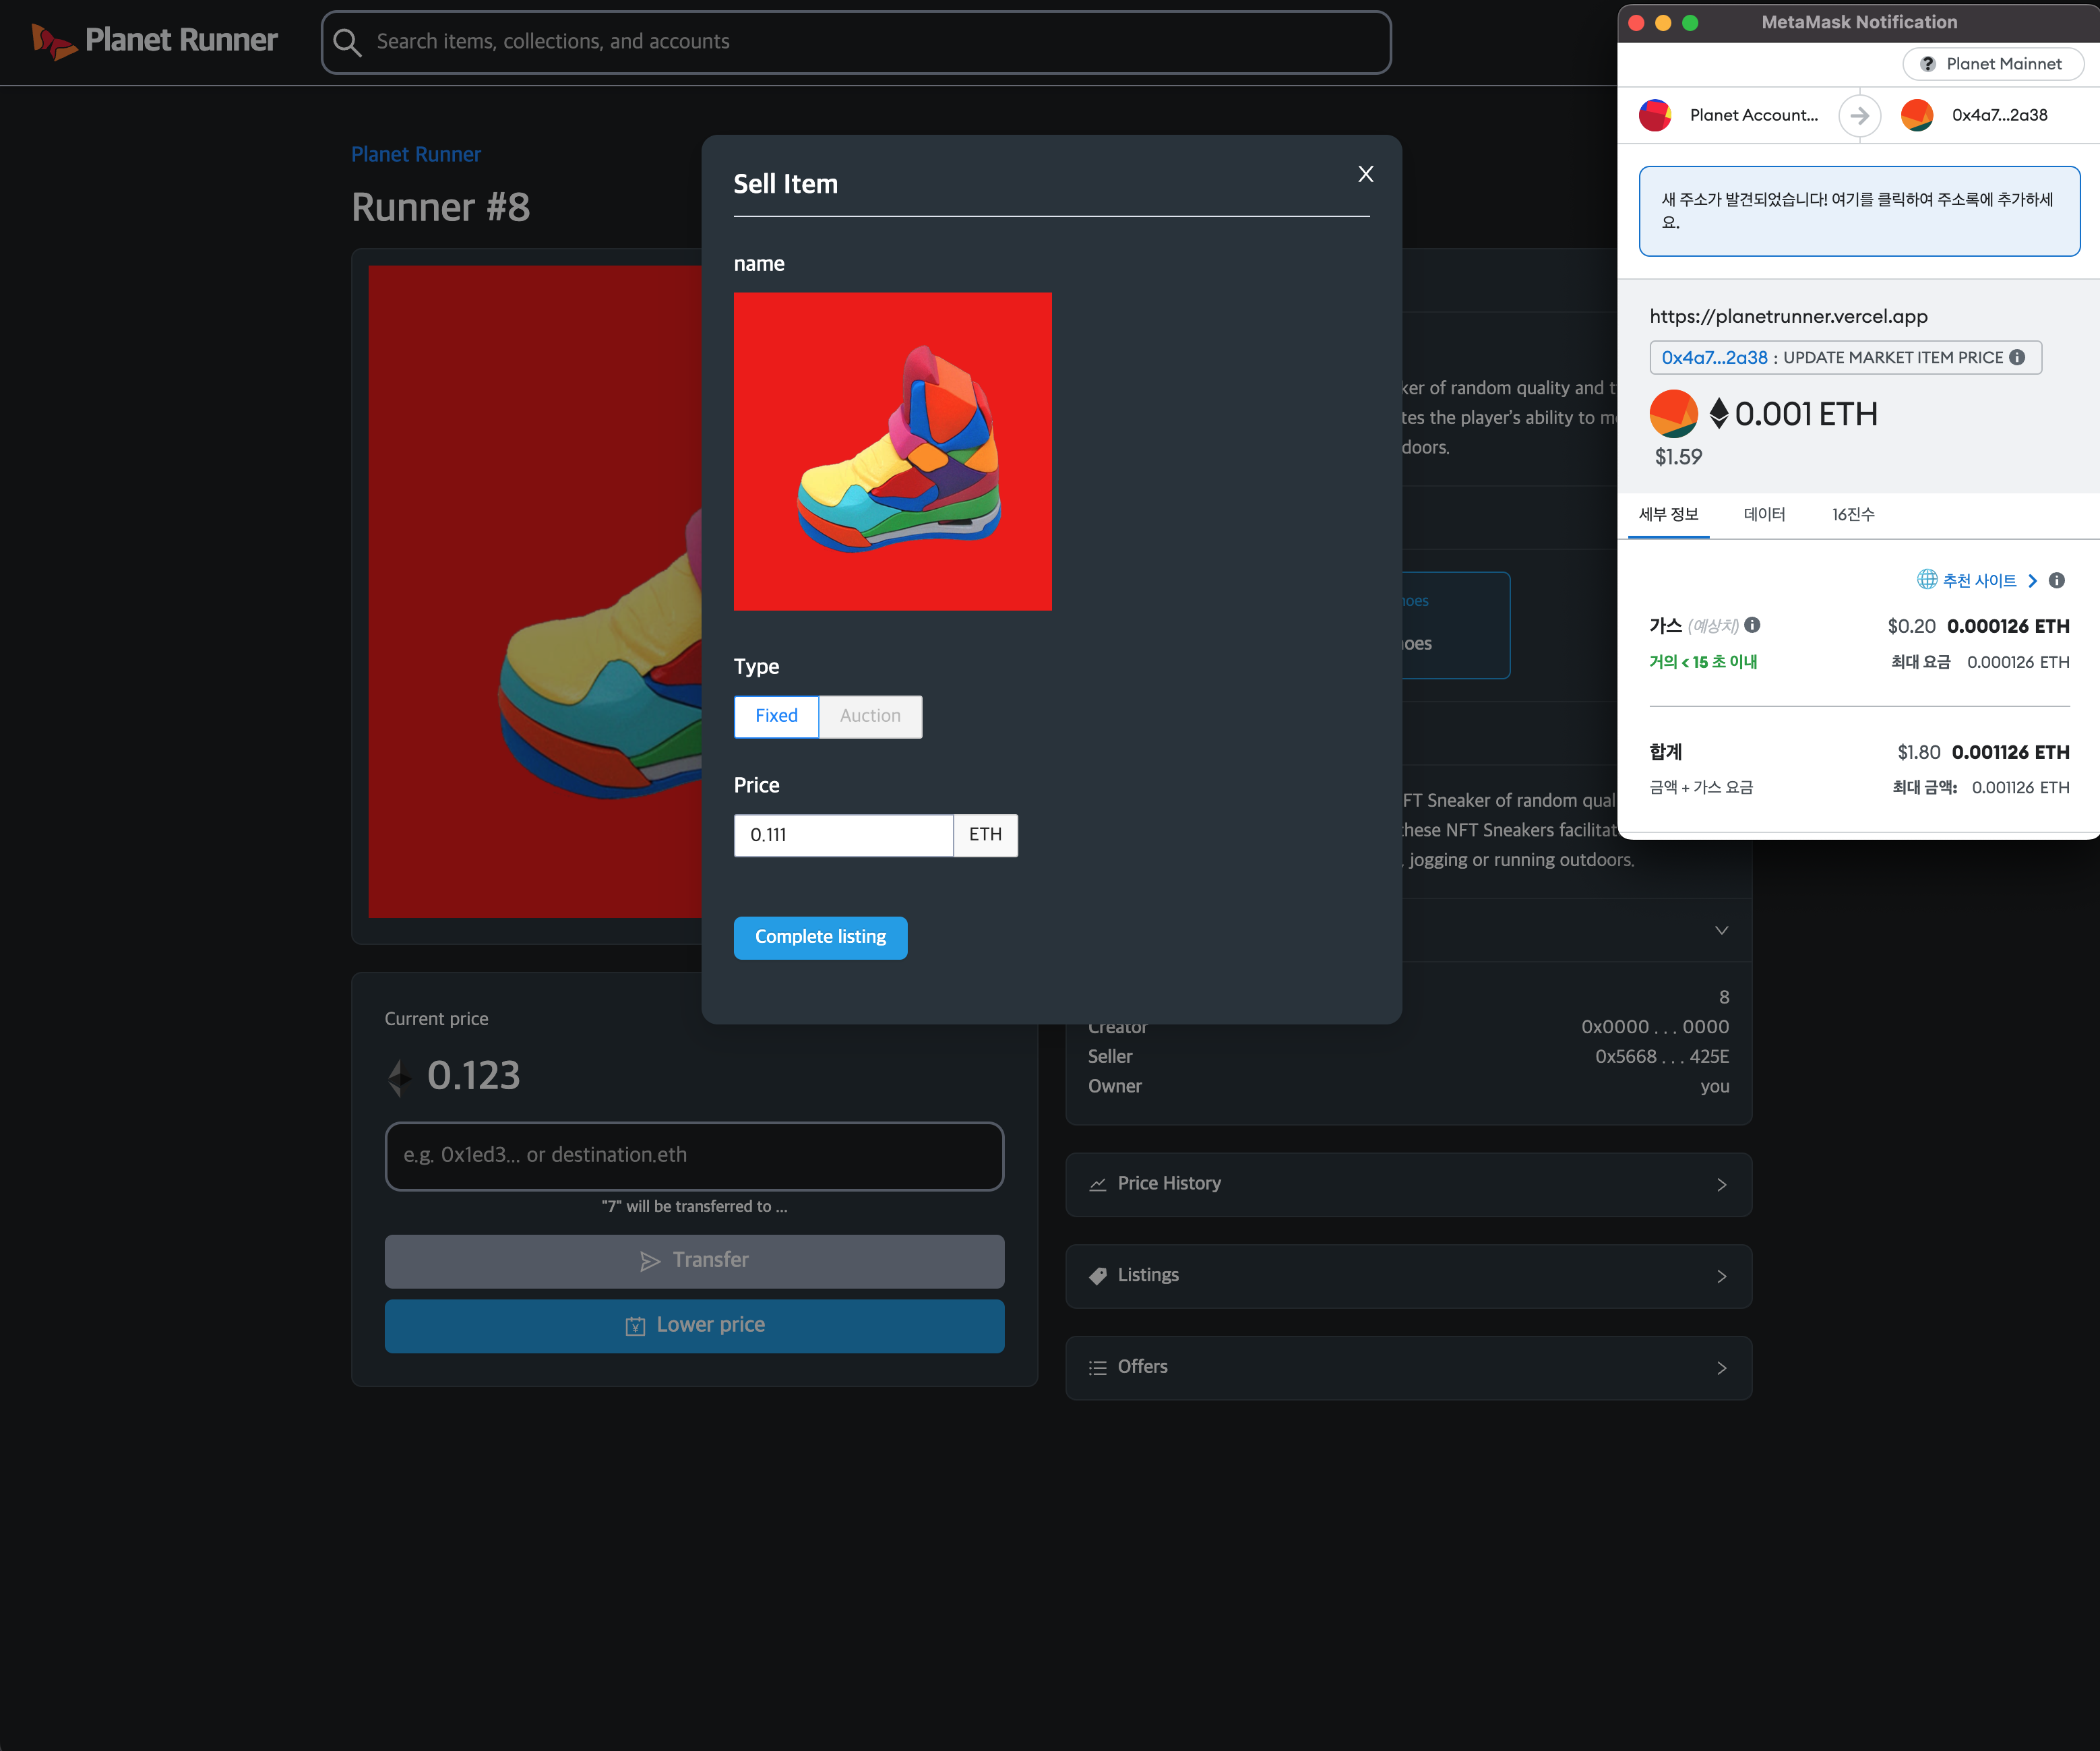 Planet Runner
Search items, collections, and accounts
Planet Runner
Runner #8
Sell Item
X
name
Type
Fixed
Auction
Price
0.111
ETH
Complete listing
ker of random quality and t
tes the player's ability to m
doors.
noes
noes
FT Sneaker of random qual
these NFT Sneakers facilitat
, jogging or running outdoors.
8
Creator
0x0000 . . . 0000
Seller
0x5668 . . . 425E
Owner
you
Current price
0.123
e.g. 0x1ed3... or destination.eth
"7" will be transferred to ...
Transfer
Lower price
Price History
Listings
Offers
MetaMask Notification
Planet Mainnet
Planet Account...
0x4a7...2a38
새 주소가 발견되었습니다! 여기를 클릭하여 주소록에 추가하세
요.
https://planetrunner.vercel.app
0x4a7...2a38 : UPDATE MARKET ITEM PRICE
0.001 ETH
$1.59
세부 정보
데이터
16진수
추천 사이트
가스 (예상치)
$0.20 0.000126 ETH
거의 < 15 초 이내
최대 요금 0.000126 ETH
합계
$1.80 0.001126 ETH
금액 + 가스 요금
최대 금액: 0.001126 ETH